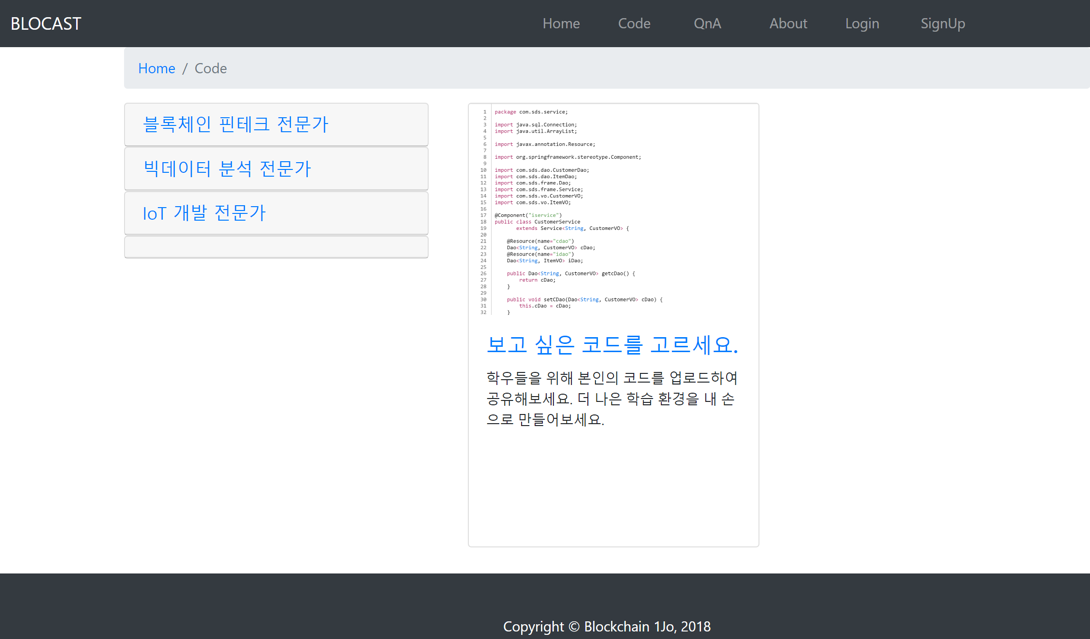 BLOCAST
Home Code QnA About Login SignUp
Home / Code
블록체인 핀테크 전문가
빅데이터 분석 전문가
IoT 개발 전문가
1 package com.sds.service;
2
3 import java.sql.Connection;
4 import java.util.ArrayList;
5
6 import javax.annotation.Resource;
7
8 import org.springframework.stereotype.Component;
9
10 import com.sds.dao.CustomerDao;
11 import com.sds.dao.ItemDao;
12 import com.sds.frame.Dao;
13 import com.sds.frame.Service;
14 import com.sds.vo.CustomerVO;
15 import com.sds.vo.ItemVO;
16
17 @Component("iservice")
18 public class CustomerService
19 extends Service<String, CustomerVO> {
20
21 @Resource(name="cdao")
22 Dao<String, CustomerVO> cDao;
23 @Resource(name="idao")
24 Dao<String, ItemVO> iDao;
25
26 public Dao<String, CustomerVO> getcDao() {
27 return cDao;
28 }
29
30 public void setCDao(Dao<String, CustomerVO> cDao) {
31 this.cDao = cDao;
32 }
보고 싶은 코드를 고르세요.
학우들을 위해 본인의 코드를 업로드하여
공유해보세요. 더 나은 학습 환경을 내 손
으로 만들어보세요.
Copyright © Blockchain 1Jo, 2018